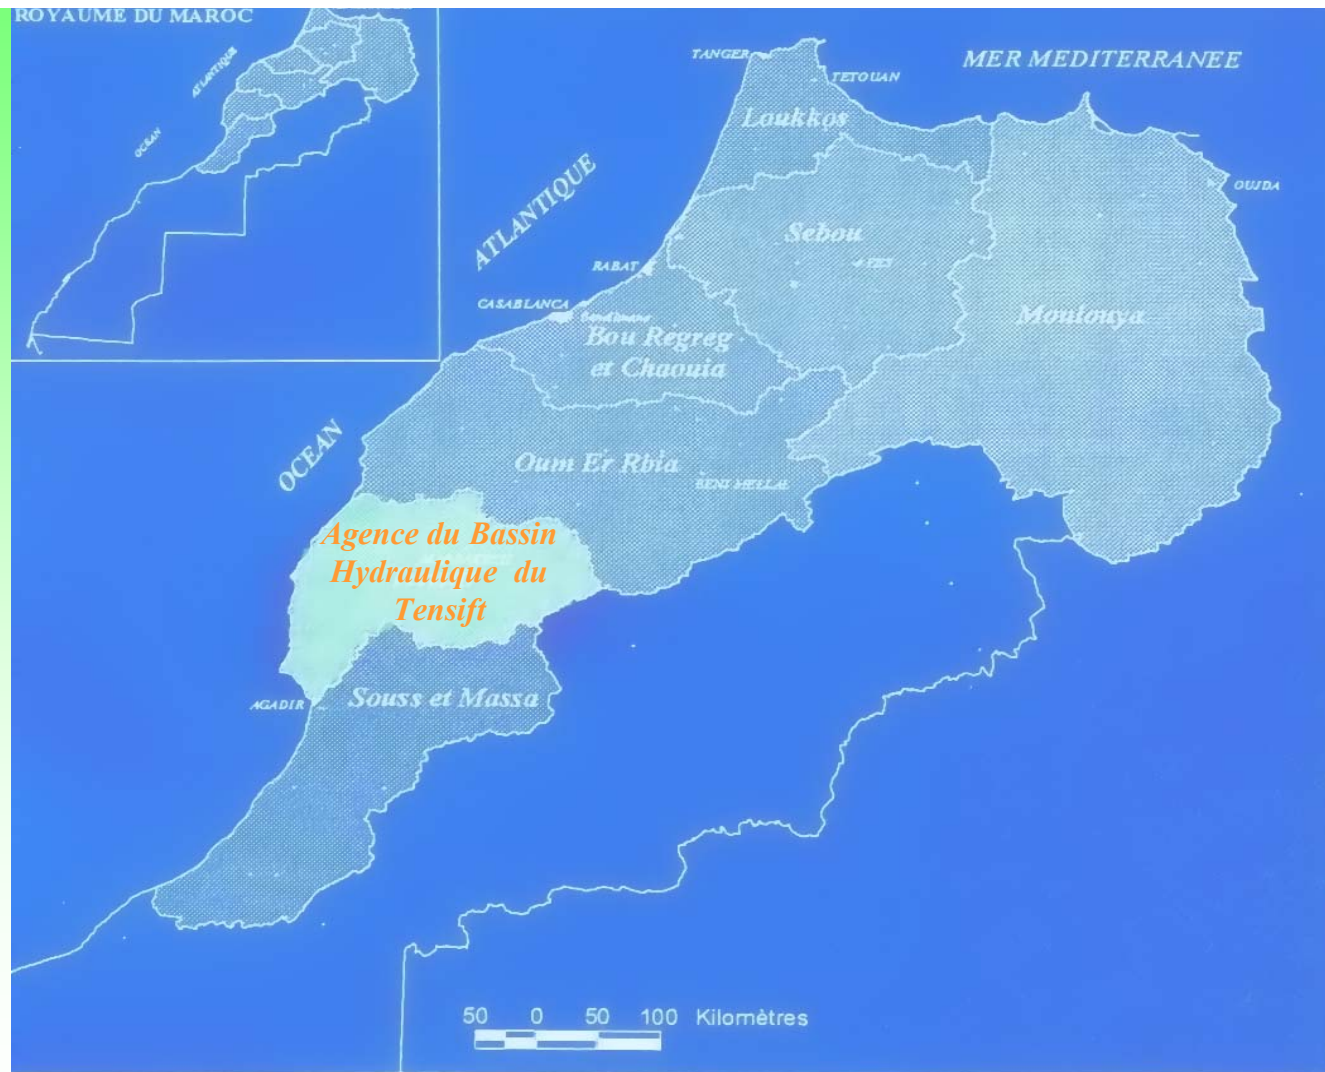 ROYAUME DU MAROC
ATLANTIQUE
OCEAN
TANGER
TETOUAN
MER MEDITERRANEE
Loukkos
OUJDA
ATLANTIQUE
Sebou
FES
RABAT
CASABLANCA
Benslimane
Moulouya
Bou Regreg
et Chaouia
OCEAN
Oum Er Rbia
BENI MELLAL
Agence du Bassin
Hydraulique du
Tensift
AGADIR
Souss et Massa
50 0 50 100 Kilomètres